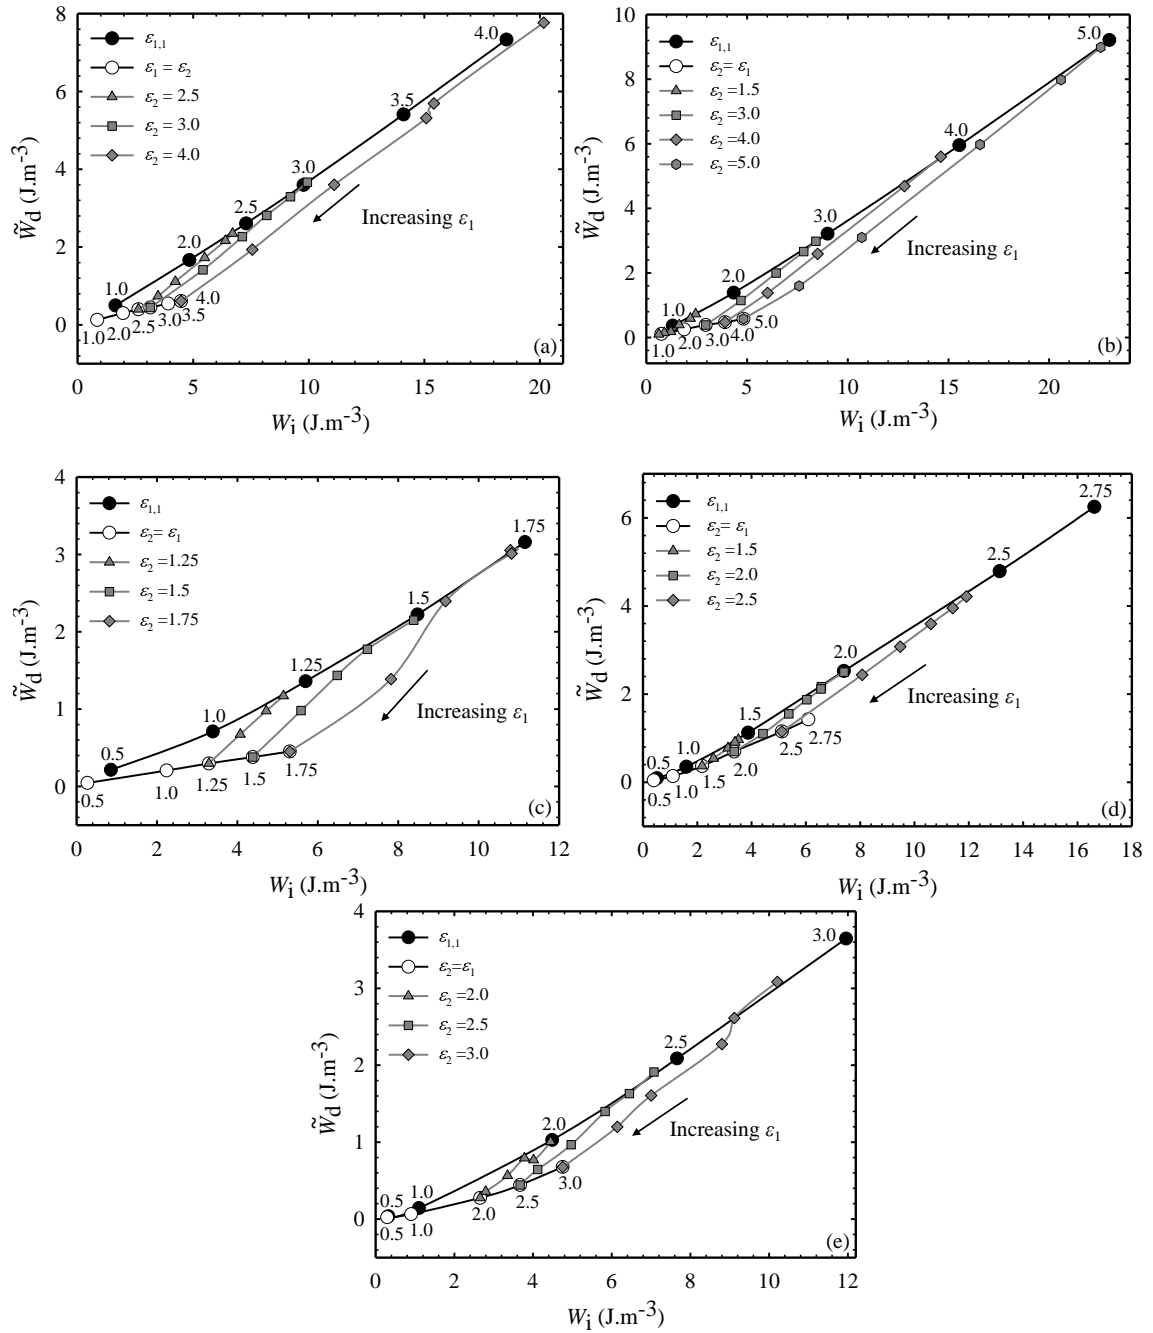 W̃d (J.m-3)
8
6
4
2
0
ε1,1
ε1 = ε2
ε2 = 2.5
ε2 = 3.0
ε2 = 4.0
4.0
3.5
3.0
2.5
2.0
1.0
Increasing ε1
1.0 2.0 2.5 3.0 3.5 4.0
(a)
0 5 10 15 20
Wi (J.m-3)
W̃d (J.m-3)
10
8
6
4
2
0
ε1,1
ε2= ε1
ε2 =1.5
ε2 =3.0
ε2 =4.0
ε2 =5.0
5.0
4.0
3.0
2.0
1.0
Increasing ε1
1.0 2.0 3.0 4.0 5.0
(b)
0 5 10 15 20
Wi (J.m-3)
W̃d (J.m-3)
4
3
2
1
0
ε1,1
ε2= ε1
ε2 =1.25
ε2 =1.5
ε2 =1.75
1.75
1.5
1.25
1.0
0.5
Increasing ε1
0.5 1.0 1.25 1.5 1.75
(c)
0 2 4 6 8 10 12
Wi (J.m-3)
W̃d (J.m-3)
6
4
2
0
ε1,1
ε2= ε1
ε2 =1.5
ε2 =2.0
ε2 =2.5
2.75
2.5
2.0
1.5
1.0
0.5
Increasing ε1
0.5 1.0 1.5 2.0 2.5 2.75
(d)
0 2 4 6 8 10 12 14 16 18
Wi (J.m-3)
W̃d (J.m-3)
4
3
2
1
0
ε1,1
ε2=ε1
ε2 =2.0
ε2 =2.5
ε2 =3.0
3.0
2.5
2.0
1.0
0.5
Increasing ε1
0.5 1.0 2.0 2.5 3.0
(e)
0 2 4 6 8 10 12
Wi (J.m-3)